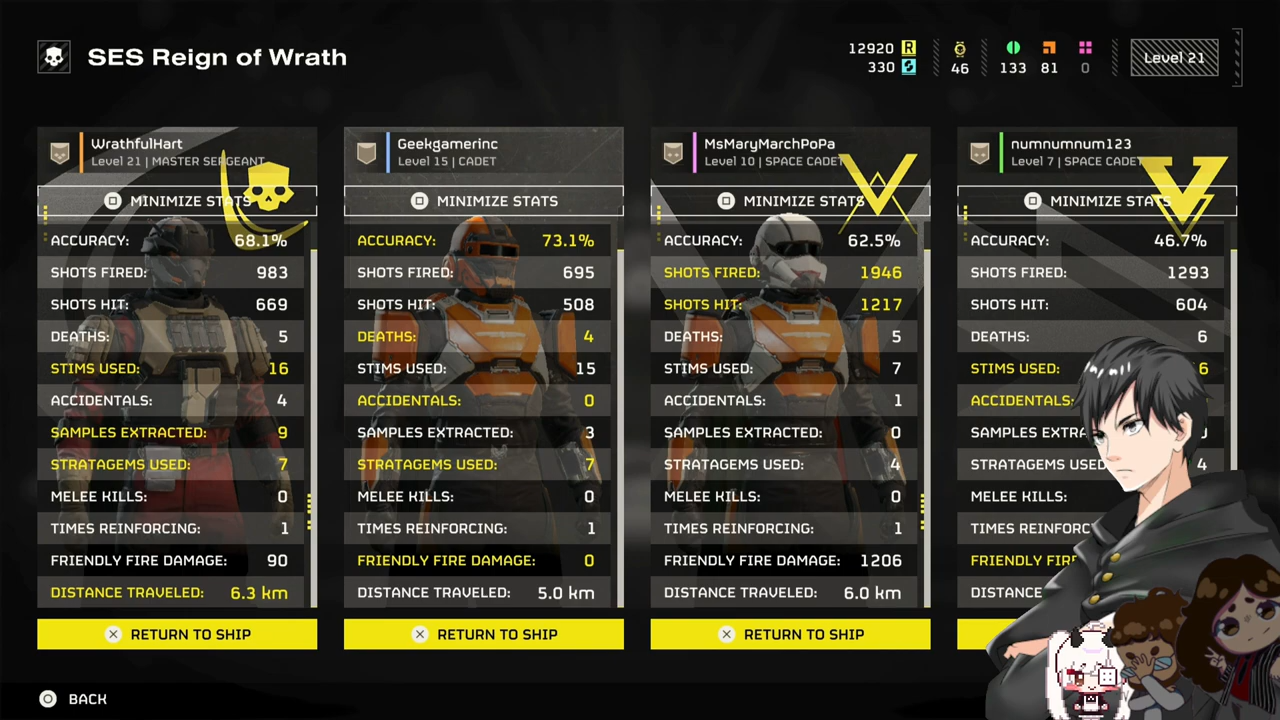 SES Reign of Wrath
12920
330
46
133
81
0
Level 21
WrathfulHart
Level 21 | MASTER SERGEANT
MINIMIZE STATS
ACCURACY: 68.1%
SHOTS FIRED: 983
SHOTS HIT: 669
DEATHS: 5
STIMS USED: 16
ACCIDENTALS: 4
SAMPLES EXTRACTED: 9
STRATAGEMS USED: 7
MELEE KILLS: 0
TIMES REINFORCING: 1
FRIENDLY FIRE DAMAGE: 90
DISTANCE TRAVELED: 6.3 km
RETURN TO SHIP
Geekgamerinc
Level 15 | CADET
MINIMIZE STATS
ACCURACY: 73.1%
SHOTS FIRED: 695
SHOTS HIT: 508
DEATHS: 4
STIMS USED: 15
ACCIDENTALS: 0
SAMPLES EXTRACTED: 3
STRATAGEMS USED: 7
MELEE KILLS: 0
TIMES REINFORCING: 1
FRIENDLY FIRE DAMAGE: 0
DISTANCE TRAVELED: 5.0 km
RETURN TO SHIP
MsMaryMarchPoPa
Level 10 | SPACE CADET
MINIMIZE STATS
ACCURACY: 62.5%
SHOTS FIRED: 1946
SHOTS HIT: 1217
DEATHS: 5
STIMS USED: 7
ACCIDENTALS: 1
SAMPLES EXTRACTED: 0
STRATAGEMS USED: 4
MELEE KILLS: 0
TIMES REINFORCING: 1
FRIENDLY FIRE DAMAGE: 1206
DISTANCE TRAVELED: 6.0 km
RETURN TO SHIP
numnumnum123
Level 7 | SPACE CADET
MINIMIZE STATS
ACCURACY: 46.7%
SHOTS FIRED: 1293
SHOTS HIT: 604
DEATHS: 6
STIMS USED:
ACCIDENTALS:
SAMPLES
STRATAGEMS USED 4
MELEE KILLS:
TIMES
FRIENDLY
DISTANCE
BACK